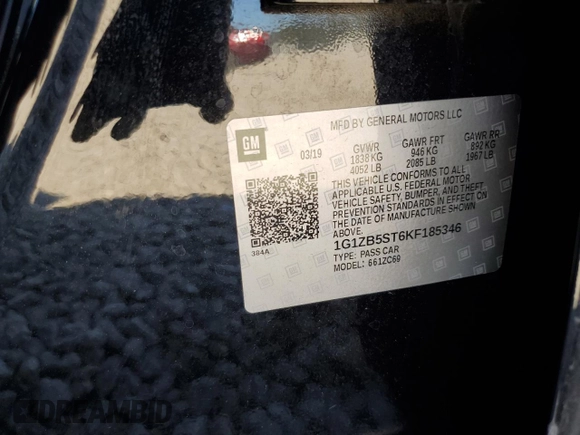 MFD BY GENERAL MOTORS LLC
GM
03/19
GVWR GAWR FRT GAWR RR
1838 KG 946 KG 892 KG
4052 LB 2085 LB 1967 LB
THIS VEHICLE CONFORMS TO ALL
APPLICABLE U.S. FEDERAL MOTOR
VEHICLE SAFETY, BUMPER, AND THEFT
PREVENTION STANDARDS IN EFFECT ON
THE DATE OF MANUFACTURE SHOWN
ABOVE.
1G1ZB5ST6KF185346
TYPE: PASS CAR
MODEL: 661ZC69
384A
DREAMBID